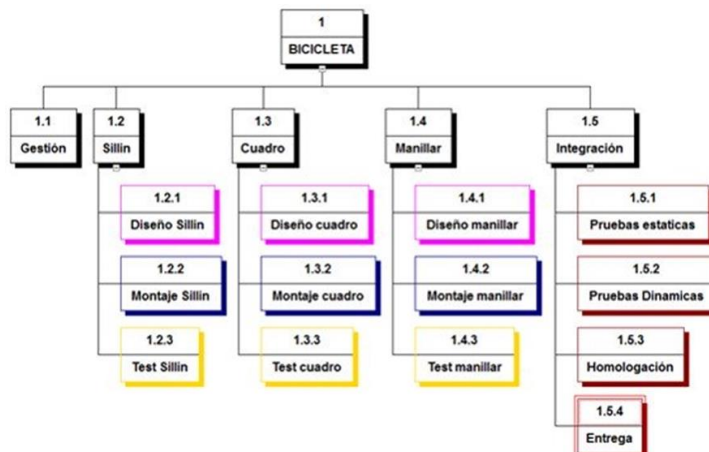 1
BICICLETA
1.1
Gestión
1.2
Sillin
1.3
Cuadro
1.4
Manillar
1.5
Integración
1.2.1
Diseño Sillin
1.3.1
Diseño cuadro
1.4.1
Diseño manillar
1.5.1
Pruebas estaticas
1.2.2
Montaje Sillin
1.3.2
Montaje cuadro
1.4.2
Montaje manillar
1.5.2
Pruebas Dinamicas
1.2.3
Test Sillin
1.3.3
Test cuadro
1.4.3
Test manillar
1.5.3
Homologación
1.5.4
Entrega